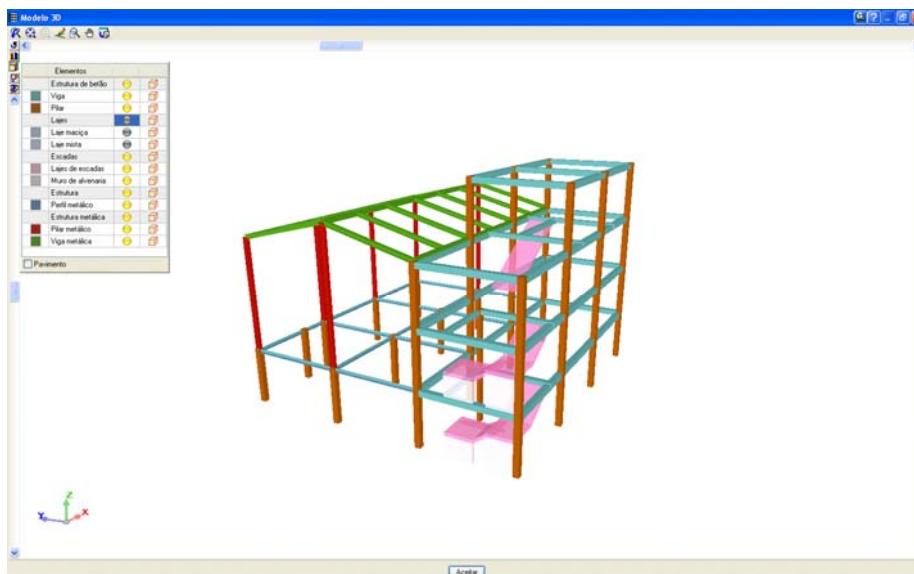 Modelo 3D
Elementos
Estrutura de betão
Viga
Pilar
Lajes
Laje maciça
Laje mista
Escadas
Lajes de escadas
Muro de alvenaria
Estrutura
Perfil metálico
Estrutura metálica
Pilar metálico
Viga metálica
Pavimento
Z
Y
X
Aceitar